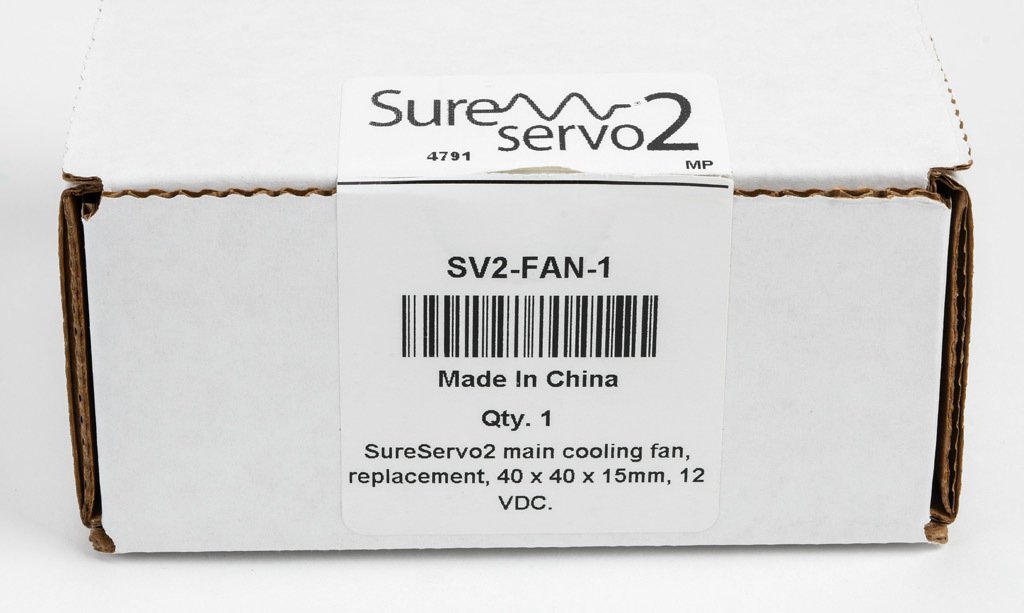 Sure
servo2
4791 MP
SV2-FAN-1
Made In China
Qty. 1
SureServo2 main cooling fan,
replacement, 40 x 40 x 15mm, 12
VDC.